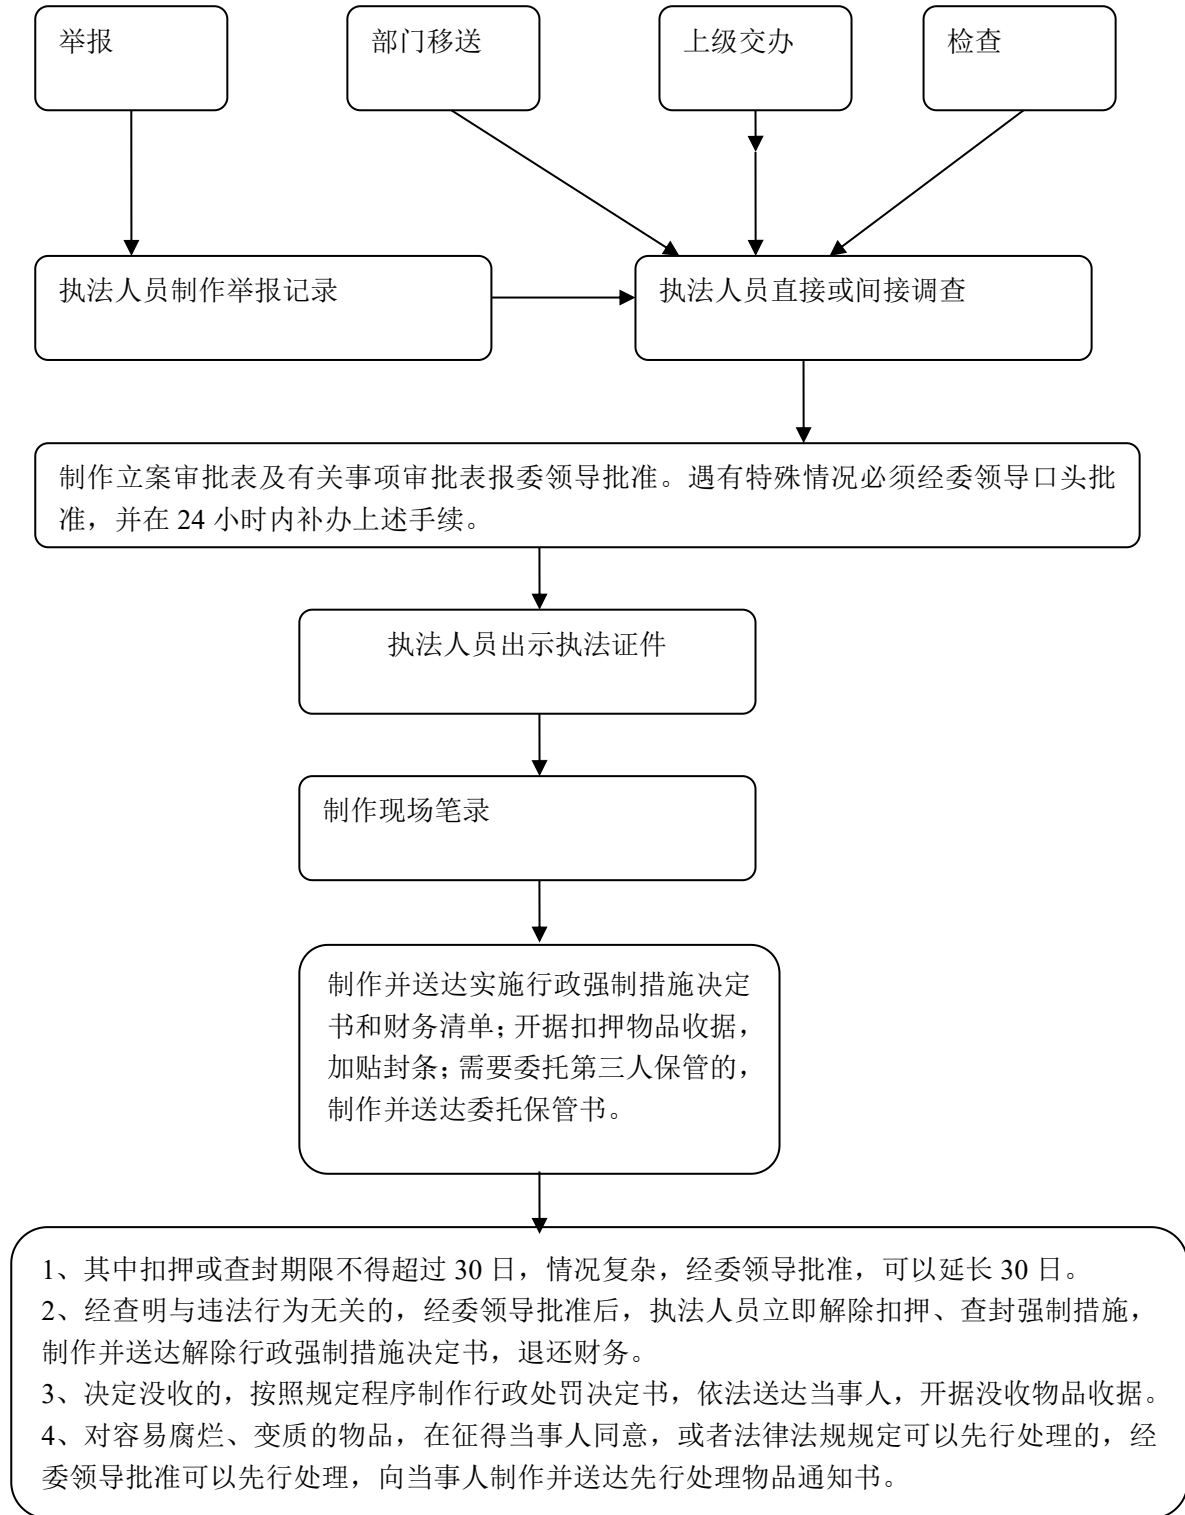 举报
部门移送
上级交办
检查
执法人员制作举报记录
执法人员直接或间接调查
制作立案审批表及有关事项审批表报委领导批准。遇有特殊情况必须经委领导口头批
准，并在 24 小时内补办上述手续。
执法人员出示执法证件
制作现场笔录
制作并送达实施行政强制措施决定
书和财务清单；开据扣押物品收据，
加贴封条；需要委托第三人保管的，
制作并送达委托保管书。
1、其中扣押或查封期限不得超过 30 日，情况复杂，经委领导批准，可以延长 30 日。
2、经查明与违法行为无关的，经委领导批准后，执法人员立即解除扣押、查封强制措施，
制作并送达解除行政强制措施决定书，退还财务。
3、决定没收的，按照规定程序制作行政处罚决定书，依法送达当事人，开据没收物品收据。
4、对容易腐烂、变质的物品，在征得当事人同意，或者法律法规规定可以先行处理的，经
委领导批准可以先行处理，向当事人制作并送达先行处理物品通知书。